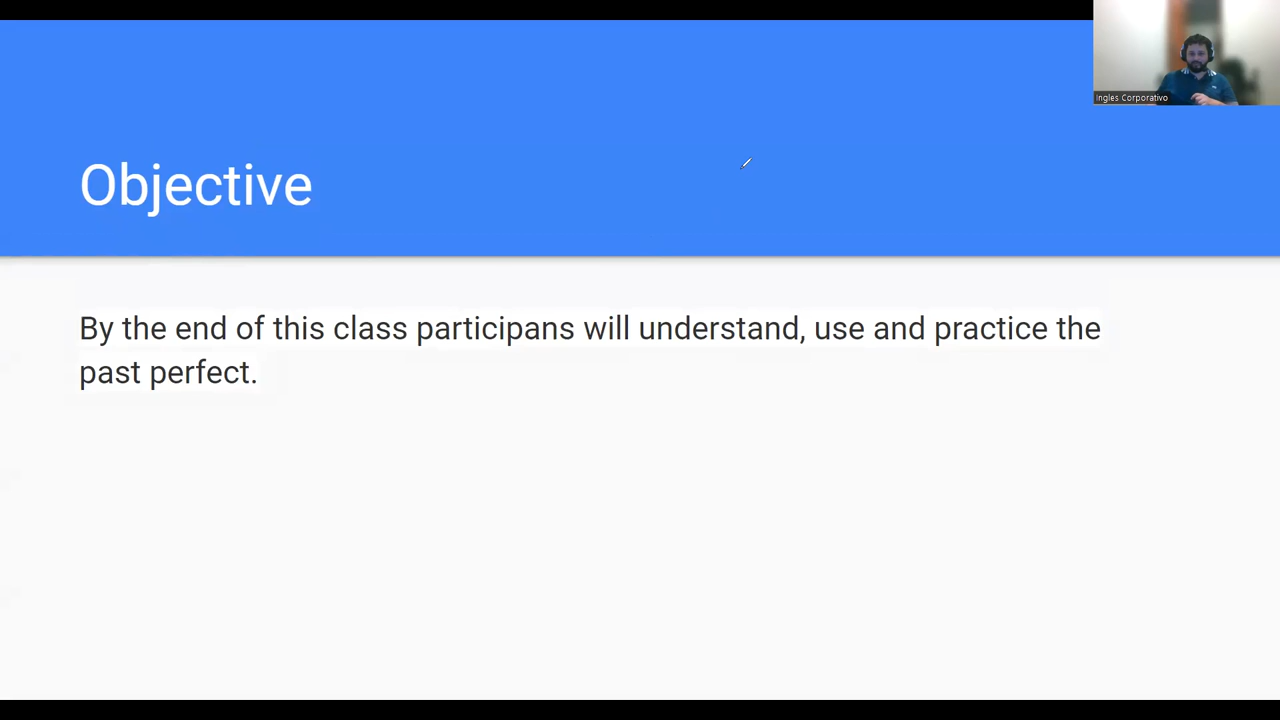 Ingles Corporativo
Objective
By the end of this class participans will understand, use and practice the
past perfect.